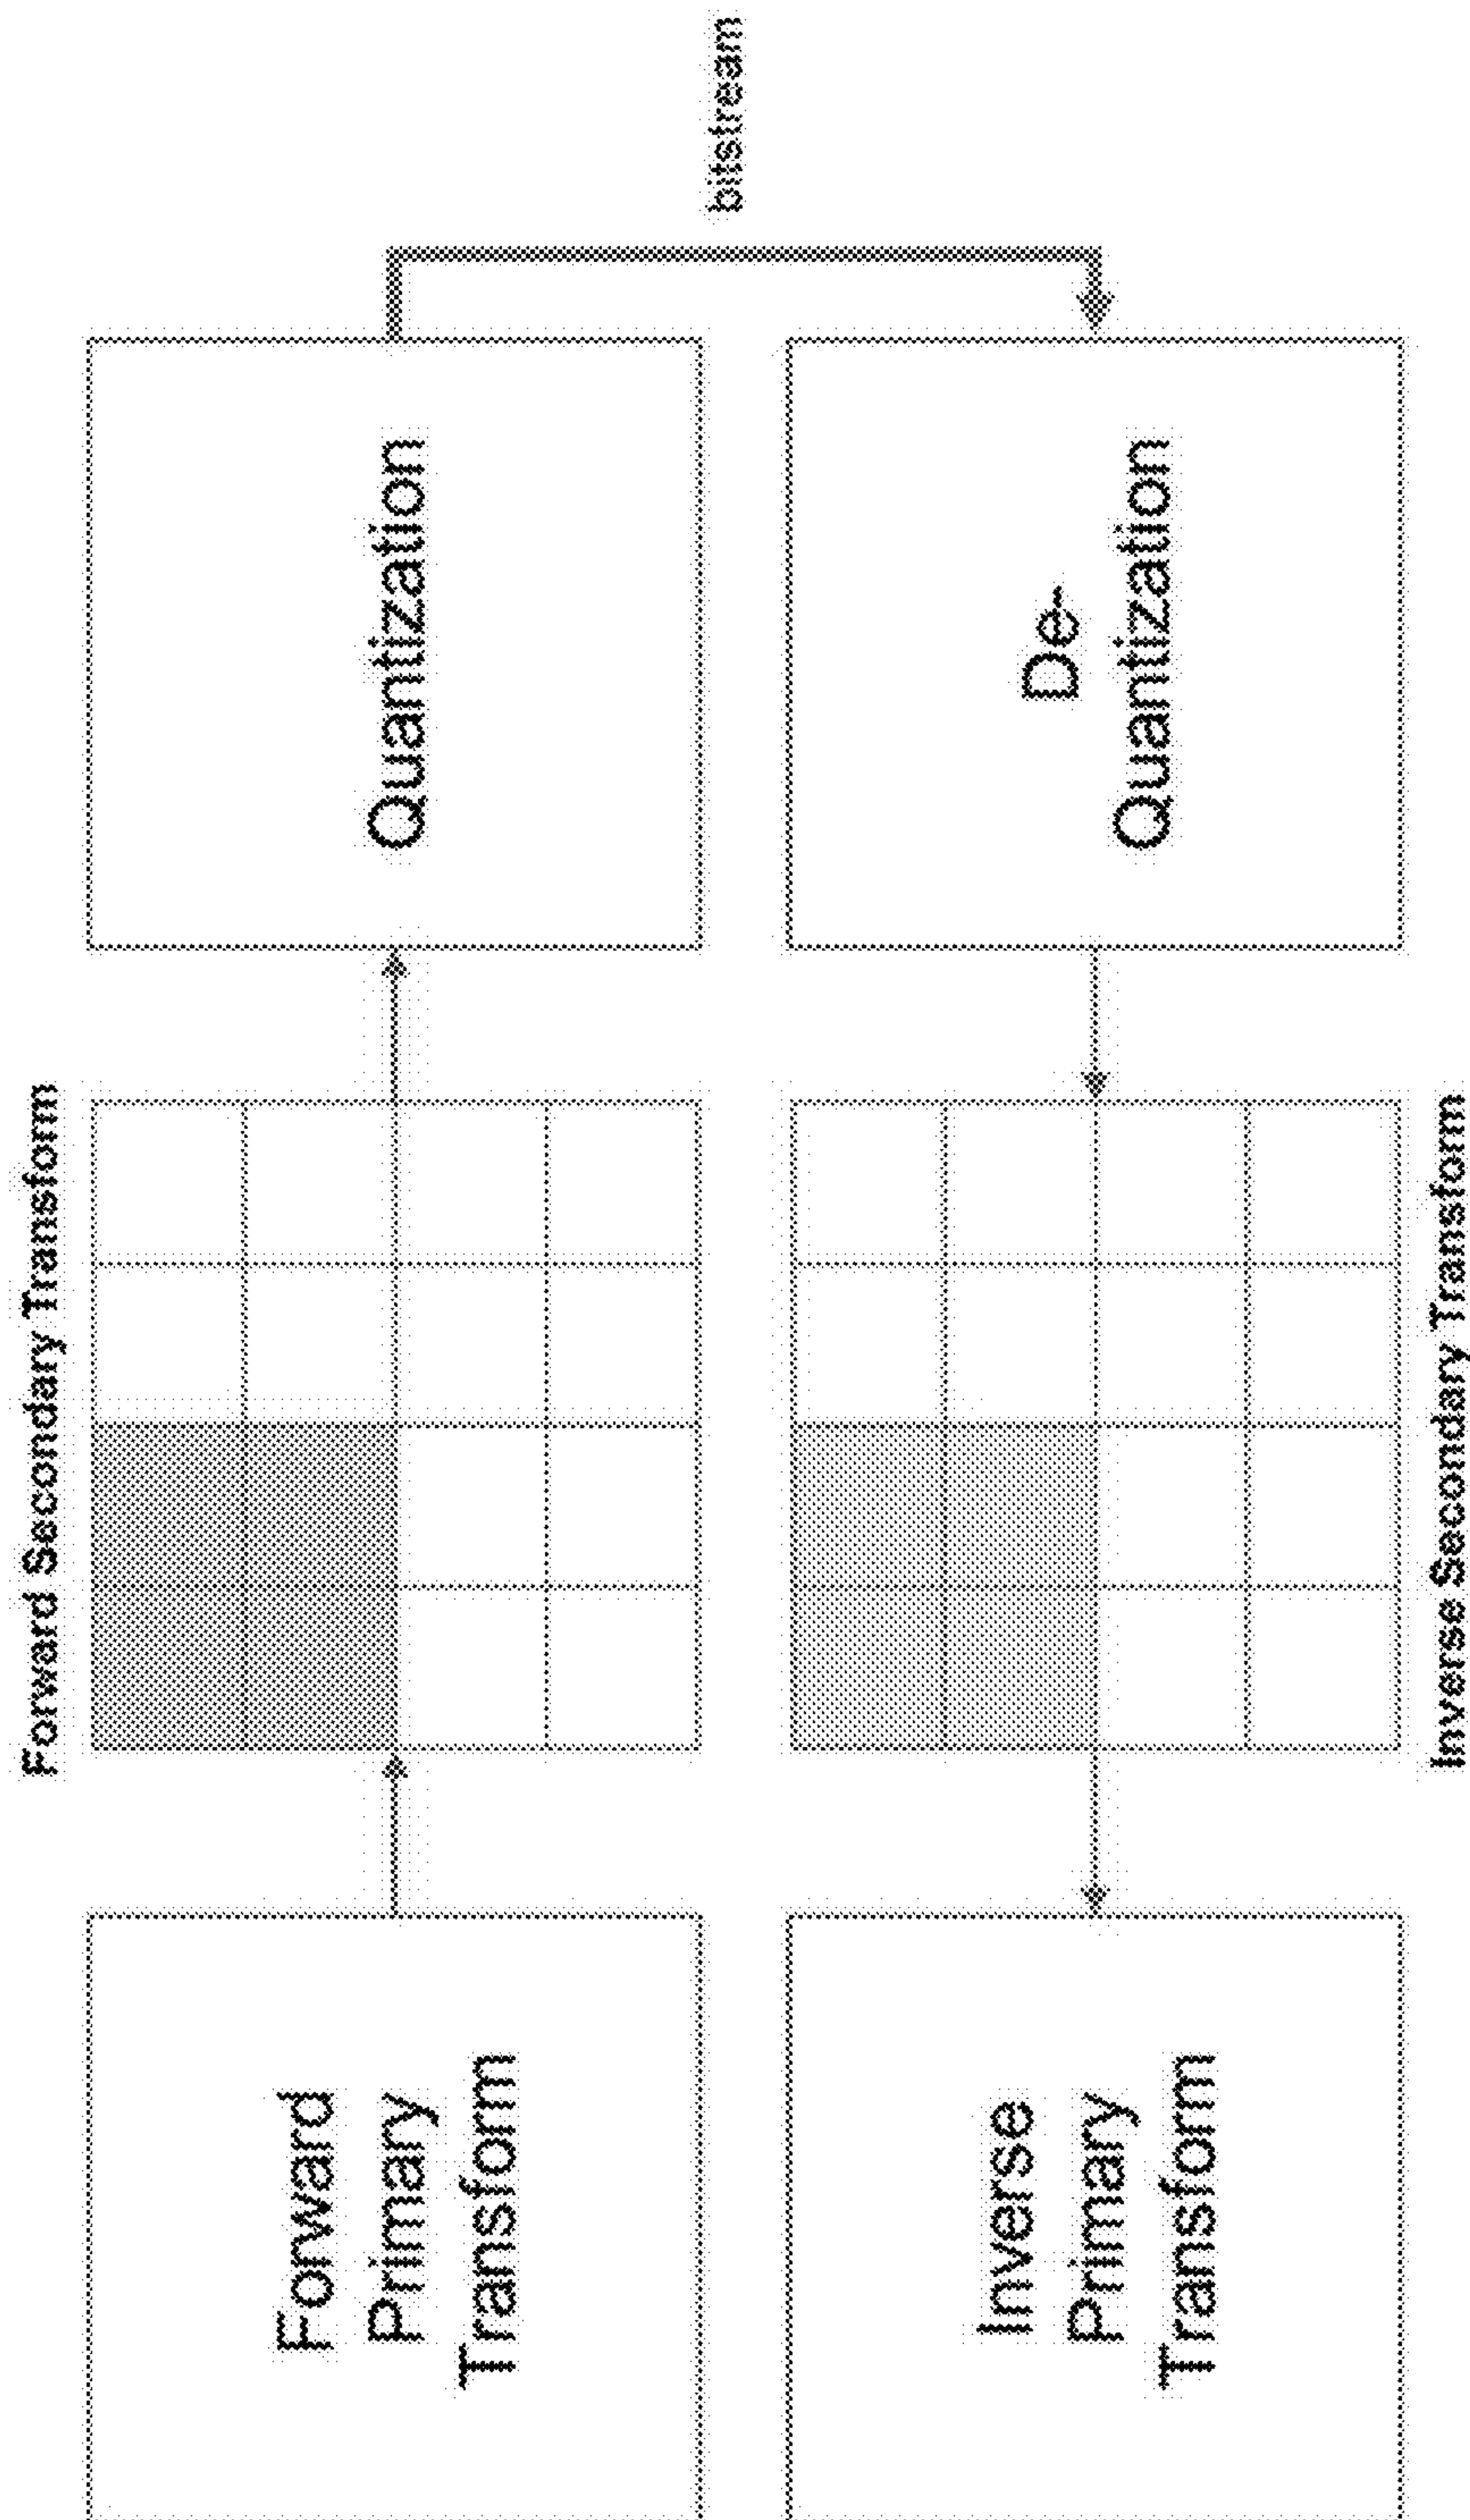 Forward Secondary Transform
Forward
Primary
Transform
Quantization
bitstream
Inverse
Primary
Transform
De-
Quantization
Inverse Secondary Transform